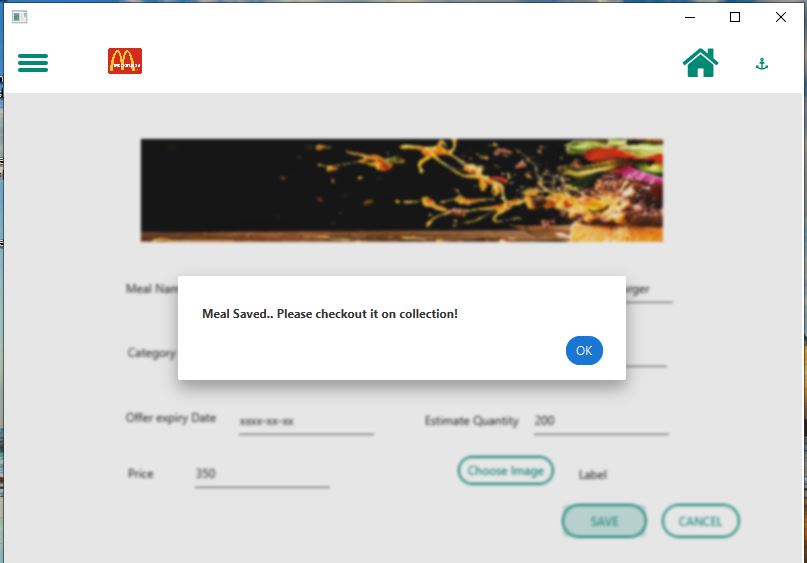 Meal Nam
rger
Meal Saved.. Please checkout it on collection!
OK
Category
Offer expiry Date xxxx-xx-xx Estimate Quantity 200
Price 350 Choose Image Label
SAVE CANCEL